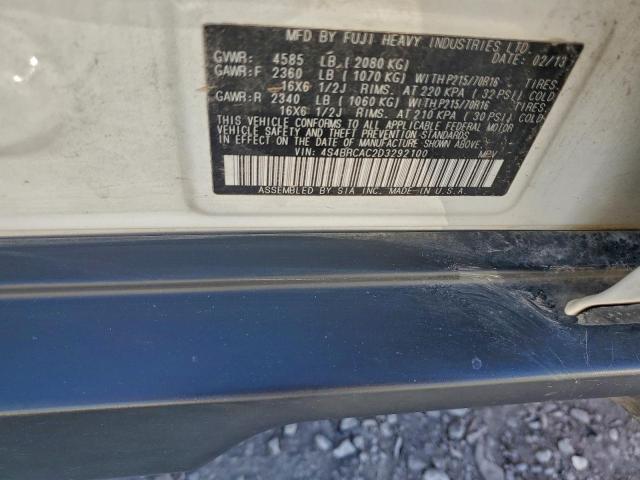 MFD BY FUJI HEAVY INDUSTRIES LTD.
GVWR: 4585 LB (2080 KG) DATE: 02/13
GAWR:F 2360 LB (1070 KG) WITH P215/70R16 TIRES.
16X6 1/2J RIMS. AT 220 KPA (32 PSI) COLD
GAWR:R 2340 LB (1060 KG) WITH P215/70R16 TIRES.
16X6 1/2J RIMS. AT 210 KPA (30 PSI) COLD
THIS VEHICLE CONFORMS TO ALL APPLICABLE FEDERAL MOTOR
VEHICLE SAFETY AND THEFT PREVENTION STANDARDS IN
EFFECT ON THE DATE OF MANUFACTURE SHOWN ABOVE.
VIN: 4S4BRCAC2D3292100 MPV
ASSEMBLED BY SIA INC. MADE IN U.S.A.